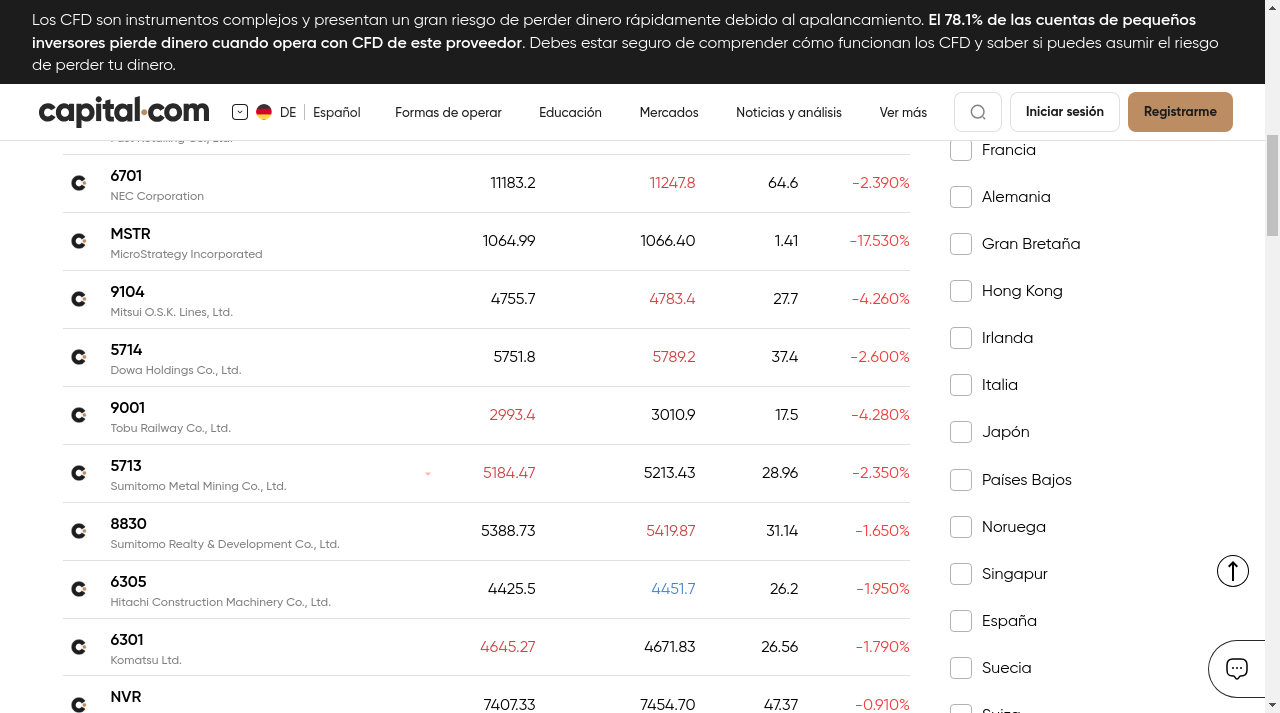 Los CFD son instrumentos complejos y presentan un gran riesgo de perder dinero rápidamente debido al apalancamiento. El 78.1% de las cuentas de pequeños
inversores pierde dinero cuando opera con CFD de este proveedor. Debes estar seguro de comprender cómo funcionan los CFD y saber si puedes asumir el riesgo
de perder tu dinero.
capital.com DE Español Formas de operar Educación Mercados Noticias y análisis Ver más Iniciar sesión Registrarme
Francia
6701 11183.2 11247.8 64.6 -2.390%
NEC Corporation
Alemania
MSTR 1064.99 1066.40 1.41 -17.530%
MicroStrategy Incorporated
Gran Bretaña
9104 4755.7 4783.4 27.7 -4.260%
Mitsui O.S.K. Lines, Ltd.
Hong Kong
Irlanda
5714 5751.8 5789.2 37.4 -2.600%
Dowa Holdings Co., Ltd.
Italia
9001 2993.4 3010.9 17.5 -4.280%
Tobu Railway Co., Ltd.
Japón
5713 5184.47 5213.43 28.96 -2.350%
Sumitomo Metal Mining Co., Ltd.
Países Bajos
8830 5388.73 5419.87 31.14 -1.650%
Sumitomo Realty & Development Co., Ltd.
Noruega
Singapur
6305 4425.5 4451.7 26.2 -1.950%
Hitachi Construction Machinery Co., Ltd.
España
6301 4645.27 4671.83 26.56 -1.790%
Komatsu Ltd.
Suecia
NVR 7407.33 7454.70 47.37 -0.910%